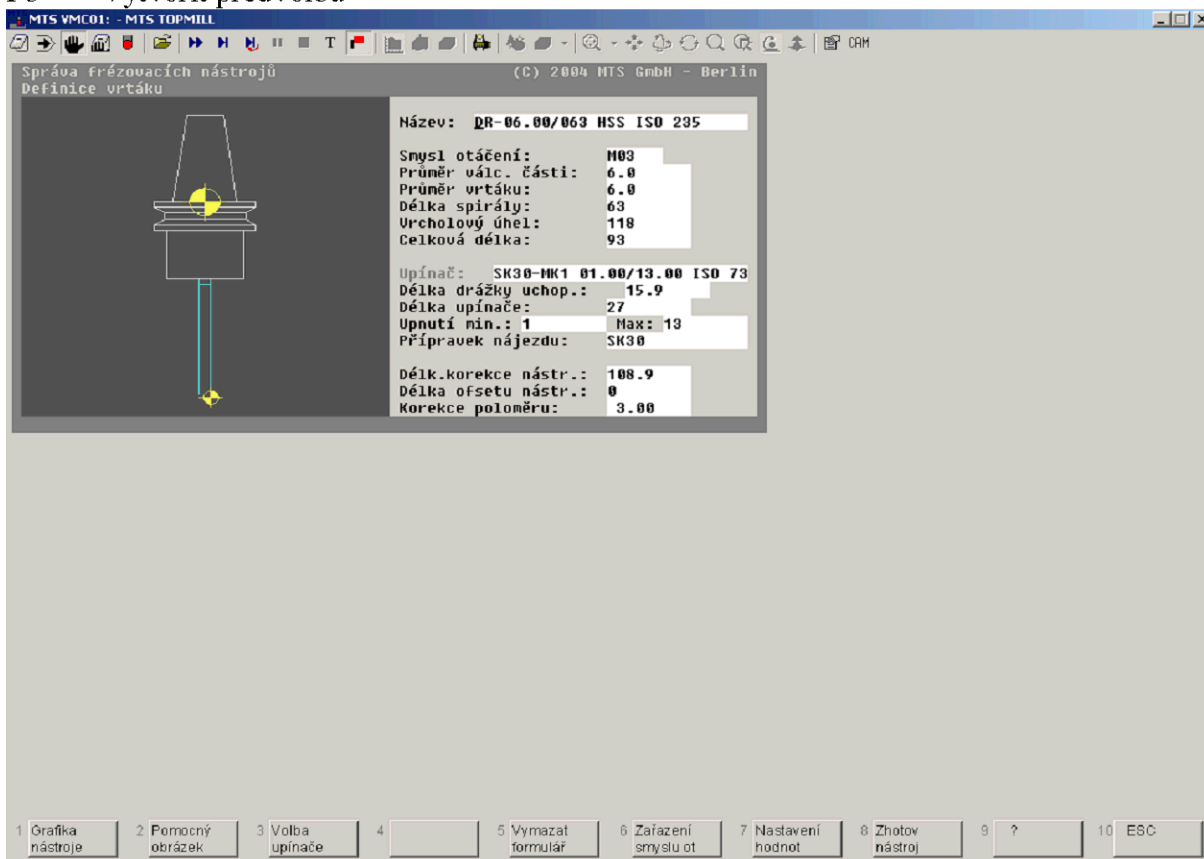 MTS VMC01: - MTS TOPMILL
T CAM
Správa frézovacích nástrojů (C) 2004 MTS GmbH - Berlin
Definice vrtáku
Název: DR-06.00/063 HSS ISO 235
Smysl otáčení: M03
Průměr válc. části: 6.0
Průměr vrtáku: 6.0
Délka spirály: 63
Vrcholový úhel: 118
Celková délka: 93
Upínač: SK30-MK1 01.00/13.00 ISO 73
Délka drážky uchop.: 15.9
Délka upínače: 27
Upnutí min.: 1 Max: 13
Přípravek nájezdu: SK30
Délk.korekce nástr.: 108.9
Délka ofsetu nástr.: 0
Korekce poloměru: 3.00
1 Grafika nástroje 2 Pomocný obrázek 3 Volba upínače 4 5 Vymazat formulář 6 Zařazení smyslu ot 7 Nastavení hodnot 8 Zhotov nástroj 9 ? 10 ESC